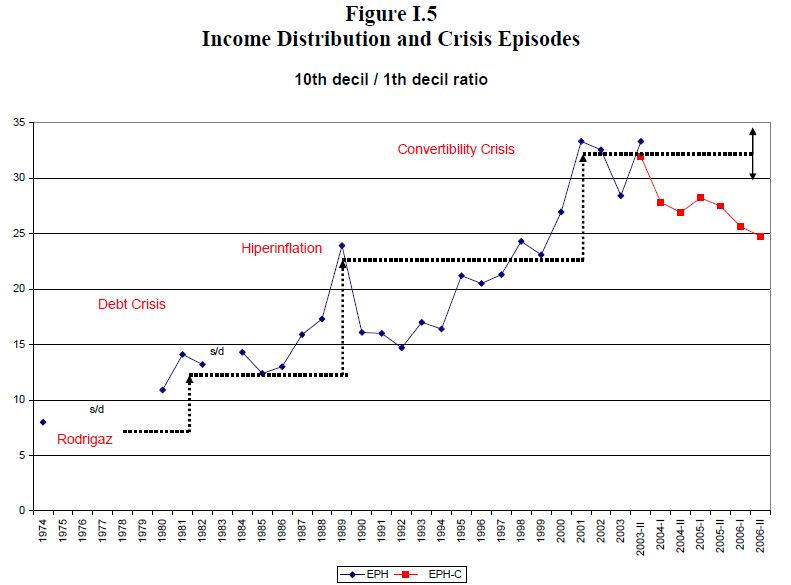 Figure I.5
Income Distribution and Crisis Episodes
10th decil / 1th decil ratio
35
30
25
20
15
10
5
0
Convertibility Crisis
Hiperinflation
Debt Crisis
s/d
s/d
Rodrigaz
1974
1975
1976
1977
1978
1979
1980
1981
1982
1983
1984
1985
1986
1987
1988
1989
1990
1991
1992
1993
1994
1995
1996
1997
1998
1999
2000
2001
2002
2003
2003-II
2004-I
2004-II
2005-I
2005-II
2006-I
2006-II
EPH EPH-C